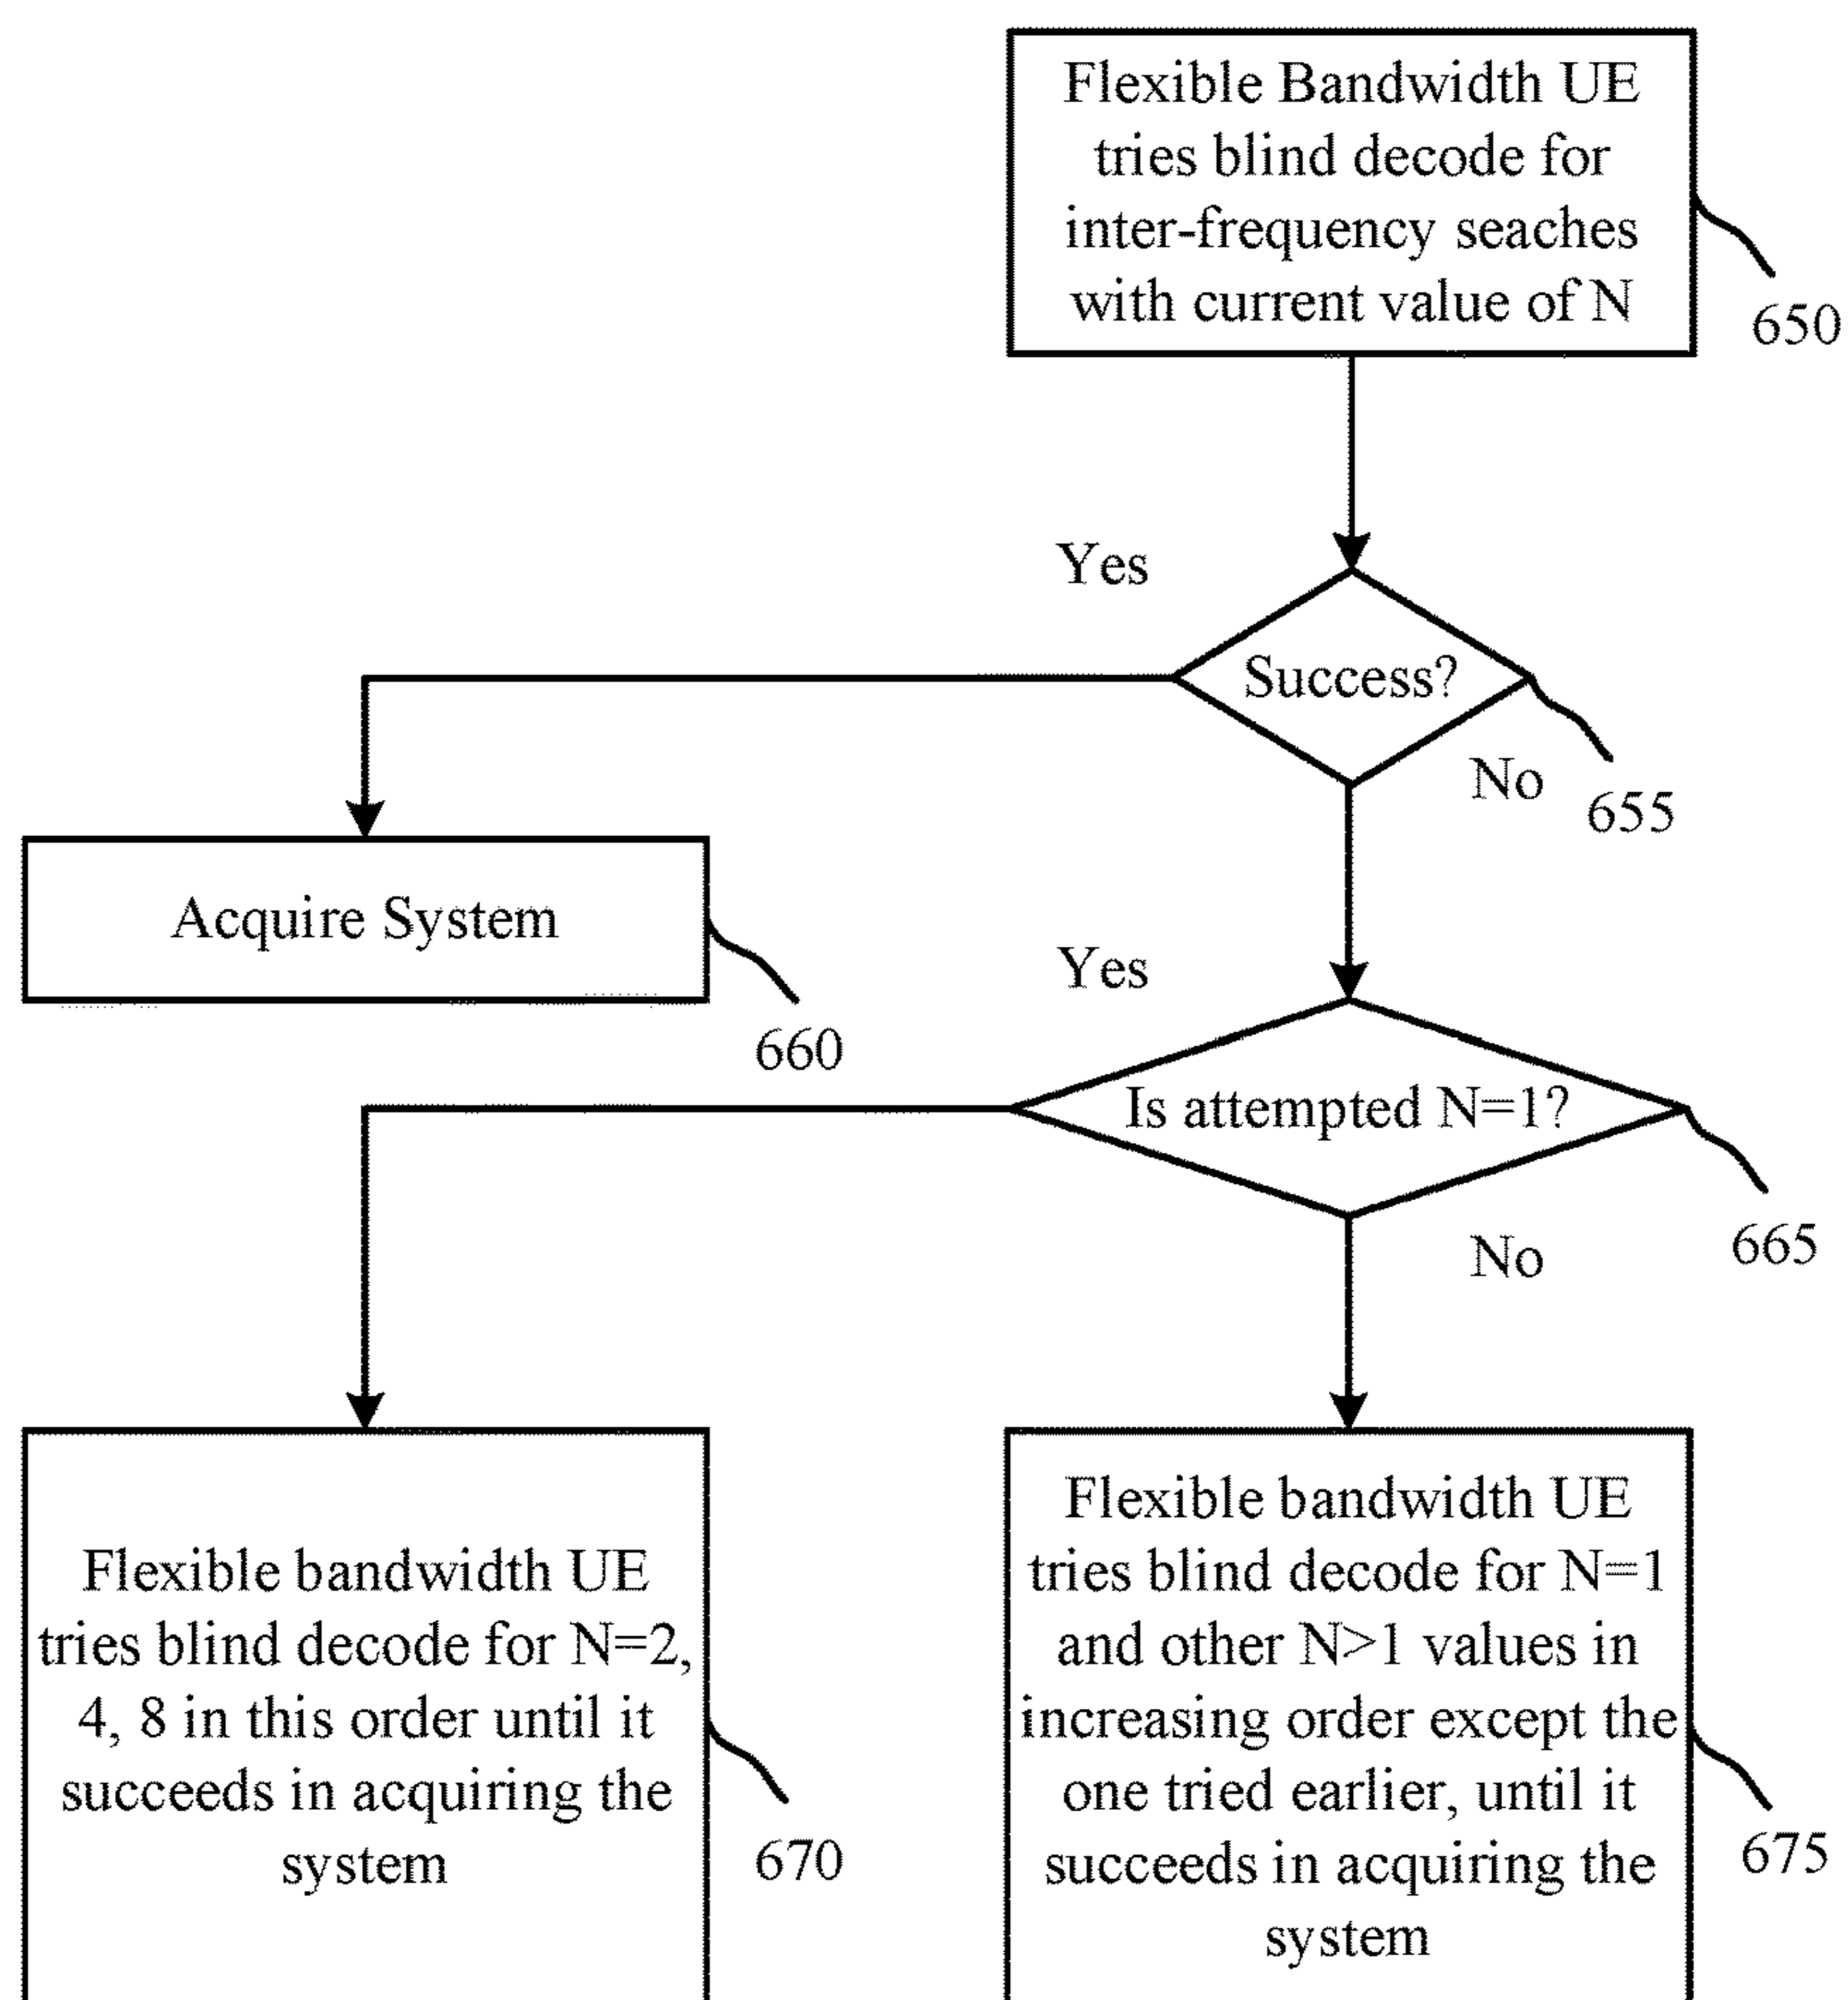 Flexible Bandwidth UE
tries blind decode for
inter-frequency seaches
with current value of N
650
Yes
Success?
No
655
Acquire System
660
Yes
Is attempted N=1?
665
No
Flexible bandwidth UE
tries blind decode for N=2,
4, 8 in this order until it
succeeds in acquiring the
system
670
Flexible bandwidth UE
tries blind decode for N=1
and other N>1 values in
increasing order except the
one tried earlier, until it
succeeds in acquiring the
system
675